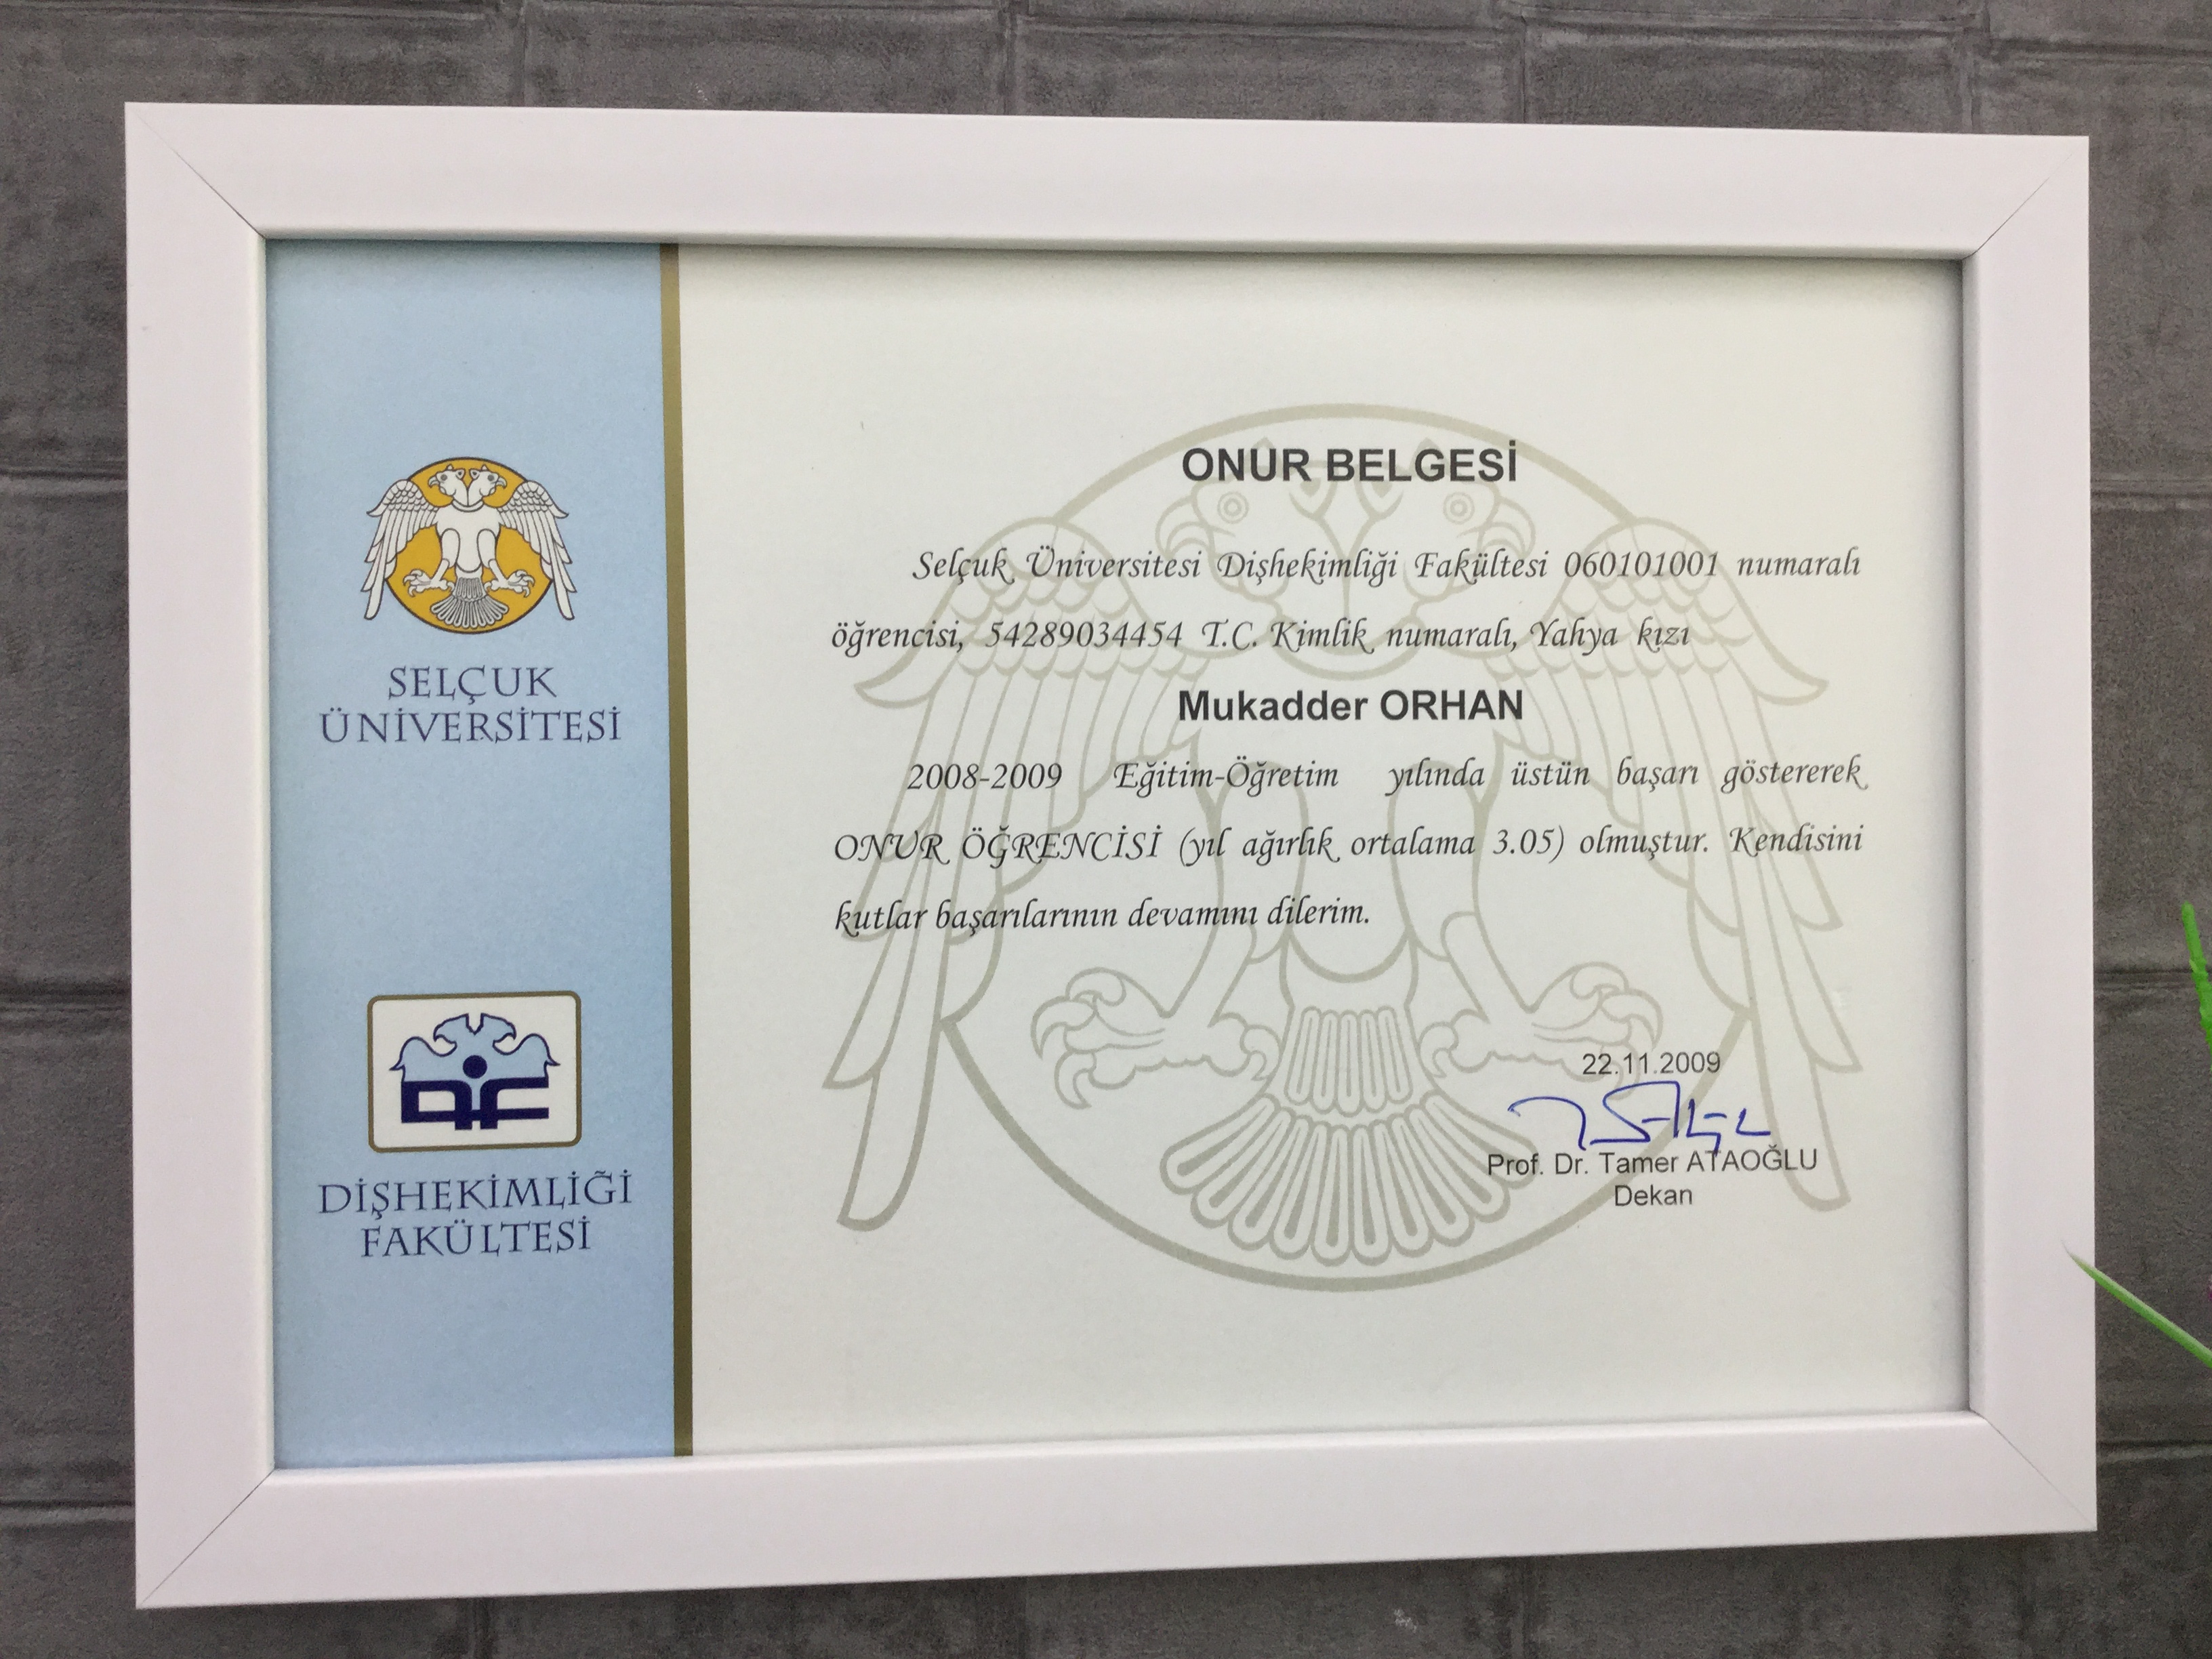 SELÇUK
ÜNİVERSİTESİ
DİŞHEKİMLİĞİ
FAKÜLTESİ
ONUR BELGESİ
Selçuk Üniversitesi Dişhekimliği Fakültesi 060101001 numaralı
öğrencisi, 54289034454 T.C. Kimlik numaralı, Yahya kızı
Mukadder ORHAN
2008-2009 Eğitim-Öğretim yılında üstün başarı göstererek
ONUR ÖĞRENCİSİ (yıl ağırlık ortalama 3.05) olmuştur. Kendisini
kutlar başarılarının devamını dilerim.
22.11.2009
Prof. Dr. Tamer ATAOĞLU
Dekan